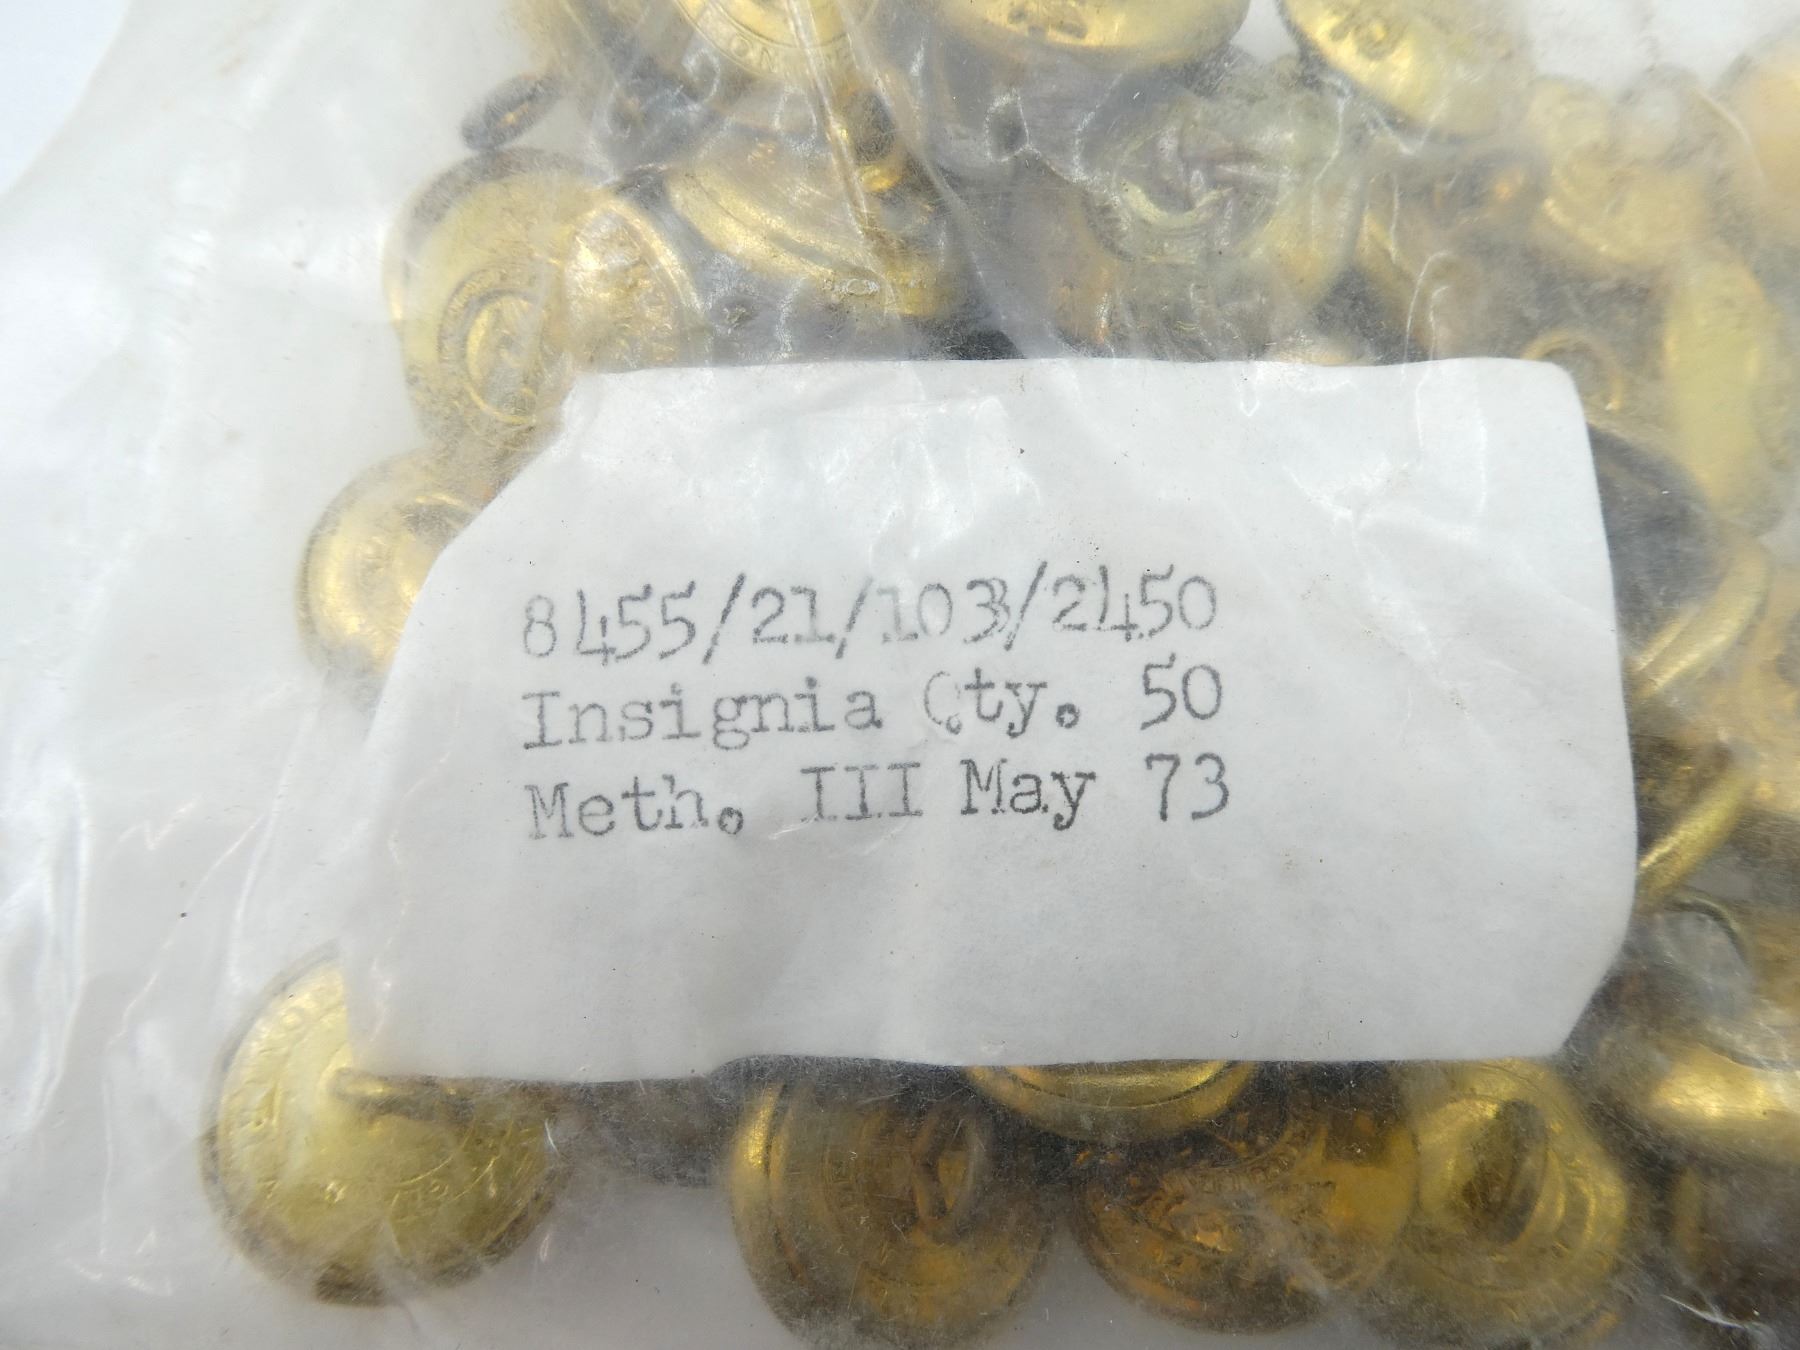 8455/21/103/2450
Insignia Qty. 50
Meth. III May 73